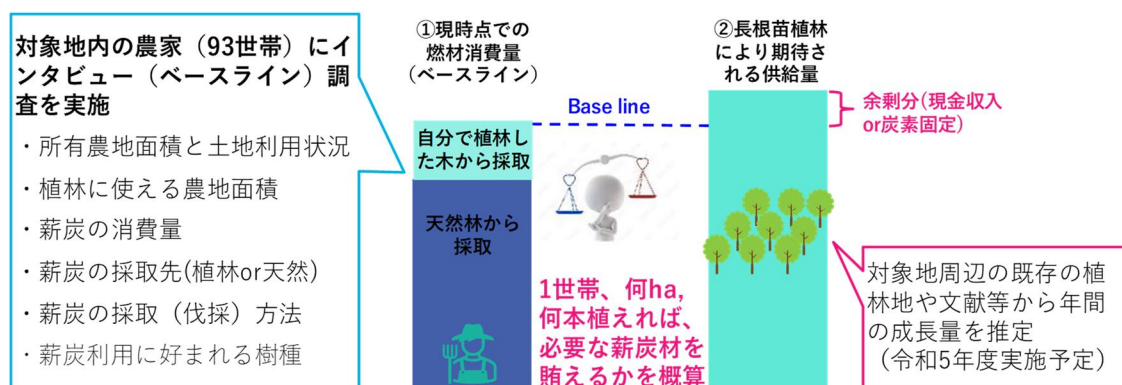 対象地内の農家（93世帯）にイ
ンタビュー（ベースライン）調
査を実施
・所有農地面積と土地利用状況
・植林に使える農地面積
・薪炭の消費量
・薪炭の採取先(植林or天然)
・薪炭の採取（伐採）方法
・薪炭利用に好まれる樹種
①現時点での
燃材消費量
（ベースライン）
自分で植林し
た木から採取
天然林から
採取
Base line
1世帯、何ha,
何本植えれば、
必要な薪炭材を
賄えるかを概算
②長根苗植林
により期待さ
れる供給量
余剰分(現金収入
or炭素固定)
対象地周辺の既存の植
林地や文献等から年間
の成長量を推定
（令和5年度実施予定）